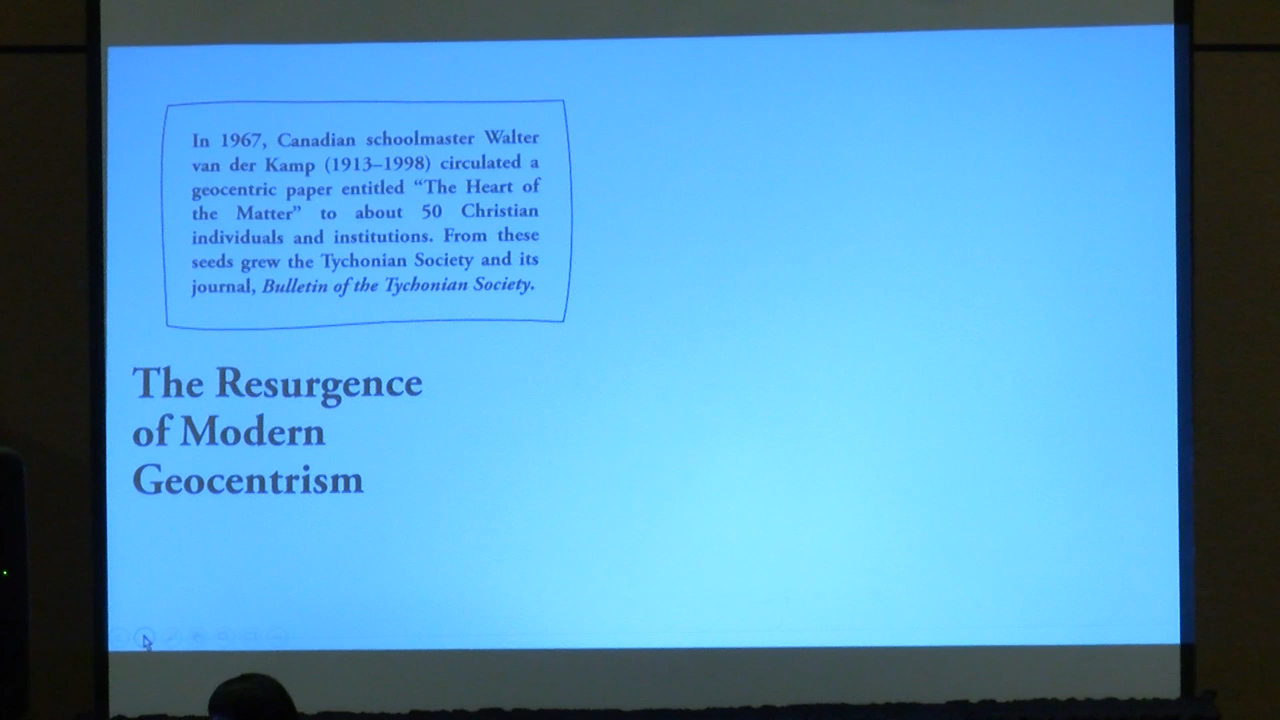 In 1967, Canadian schoolmaster Walter
van der Kamp (1913–1998) circulated a
geocentric paper entitled “The Heart of
the Matter” to about 50 Christian
individuals and institutions. From these
seeds grew the Tychonian Society and its
journal, Bulletin of the Tychonian Society.
The Resurgence
of Modern
Geocentrism